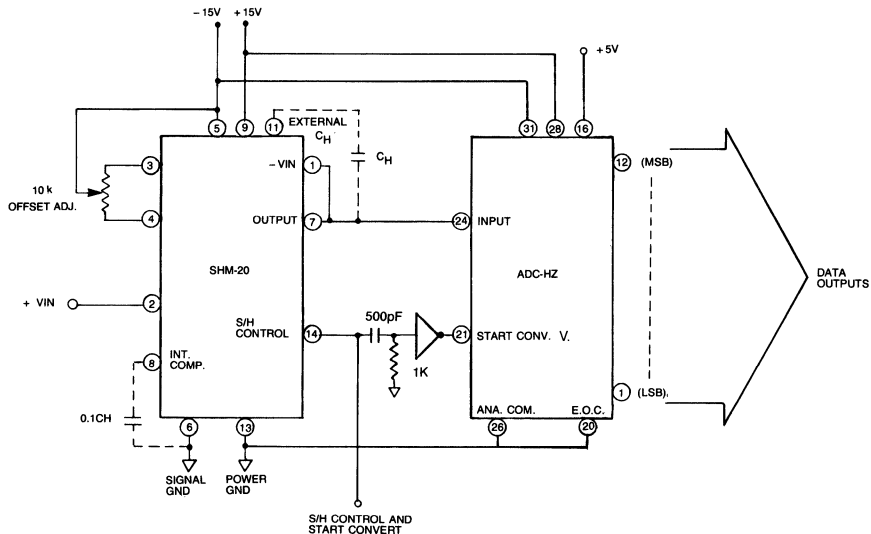 - 15V
+ 15V
+ 5V
5
9
11
EXTERNAL
CH
CH
31
28
16
3
- VIN
1
12
(MSB)
10 k
OFFSET ADJ.
4
OUTPUT
7
24
INPUT
SHM-20
ADC-HZ
DATA
OUTPUTS
+ VIN
2
S/H
CONTROL
14
500pF
21
START CONV. V.
8
INT.
COMP.
1K
1
(LSB).
0.1CH
ANA. COM.
E.O.C.
6
13
26
20
SIGNAL
GND
POWER
GND
S/H CONTROL AND
START CONVERT